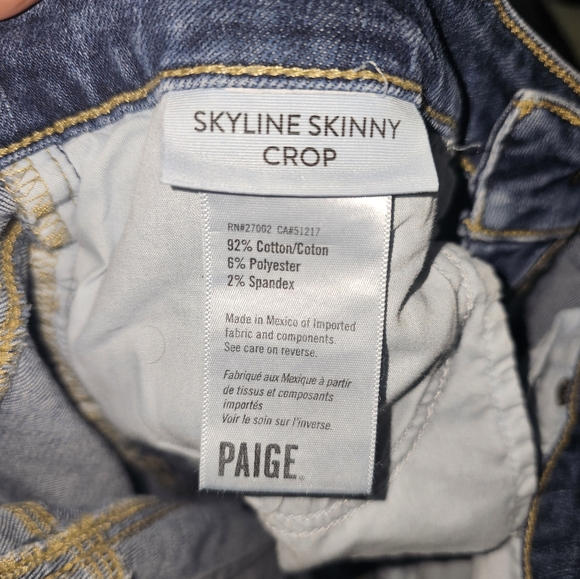 SKYLINE SKINNY
CROP
RN#27002 CA#51217
92% Cotton/Coton
6% Polyester
2% Spandex
Made in Mexico of Imported
fabric and components.
See care on reverse.
Fabriqué aux Mexique à partir
de tissus et composants
importés
Voir le soin sur l'inverse.
PAIGE